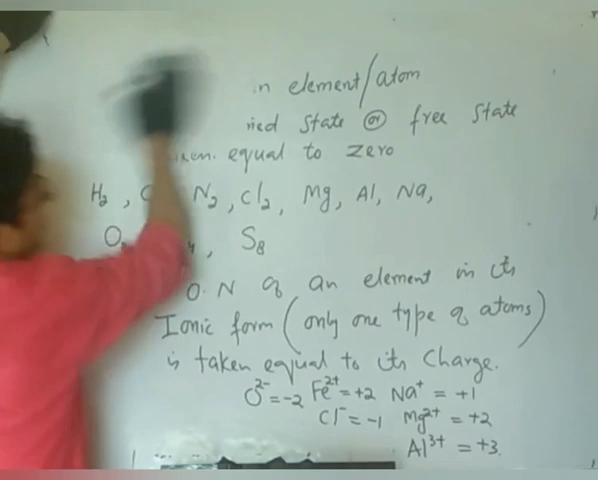 in element/atom
state or free state
equal to zero
H₂, N₂, Cl₂, Mg, Al, Na,
O , S₈
O.N of an element in its
Ionic form (only one type of atoms)
is taken equal to its charge.
O²⁻ = -2 Fe²⁺ = +2 Na⁺ = +1
Cl⁻ = -1 Mg²⁺ = +2
Al³⁺ = +3